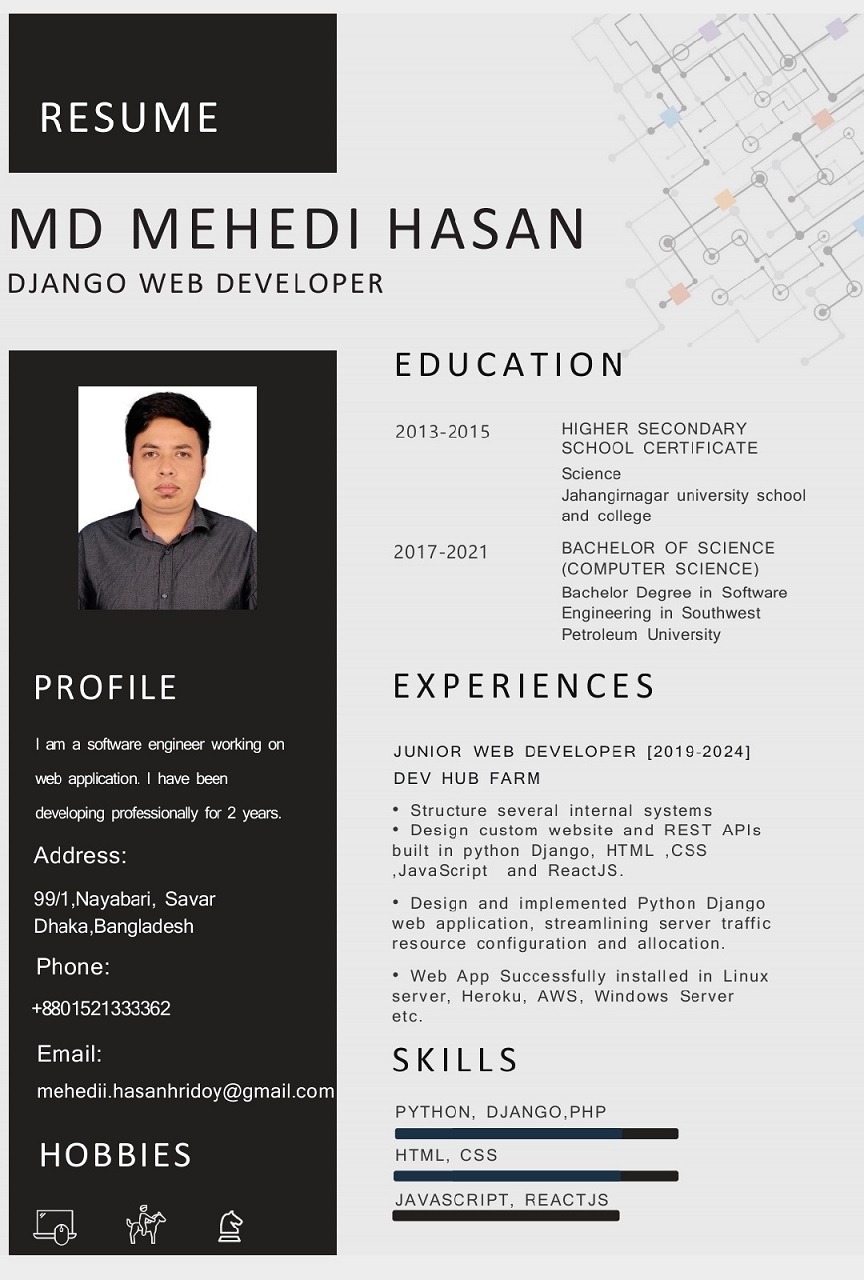 RESUME
MD MEHEDI HASAN
DJANGO WEB DEVELOPER
PROFILE
I am a software engineer working on
web application. I have been
developing professionally for 2 years.
Address:
99/1,Nayabari, Savar
Dhaka,Bangladesh
Phone:
+8801521333362
Email:
mehedii.hasanhridoy@gmail.com
HOBBIES
EDUCATION
2013-2015
HIGHER SECONDARY
SCHOOL CERTIFICATE
Science
Jahangirnagar university school
and college
2017-2021
BACHELOR OF SCIENCE
(COMPUTER SCIENCE)
Bachelor Degree in Software
Engineering in Southwest
Petroleum University
EXPERIENCES
JUNIOR WEB DEVELOPER [2019-2024]
DEV HUB FARM
• Structure several internal systems
• Design custom website and REST APIs
built in python Django, HTML ,CSS
,JavaScript and ReactJS.
• Design and implemented Python Django
web application, streamlining server traffic
resource configuration and allocation.
• Web App Successfully installed in Linux
server, Heroku, AWS, Windows Server
etc.
SKILLS
PYTHON, DJANGO,PHP
HTML, CSS
JAVASCRIPT, REACTJS